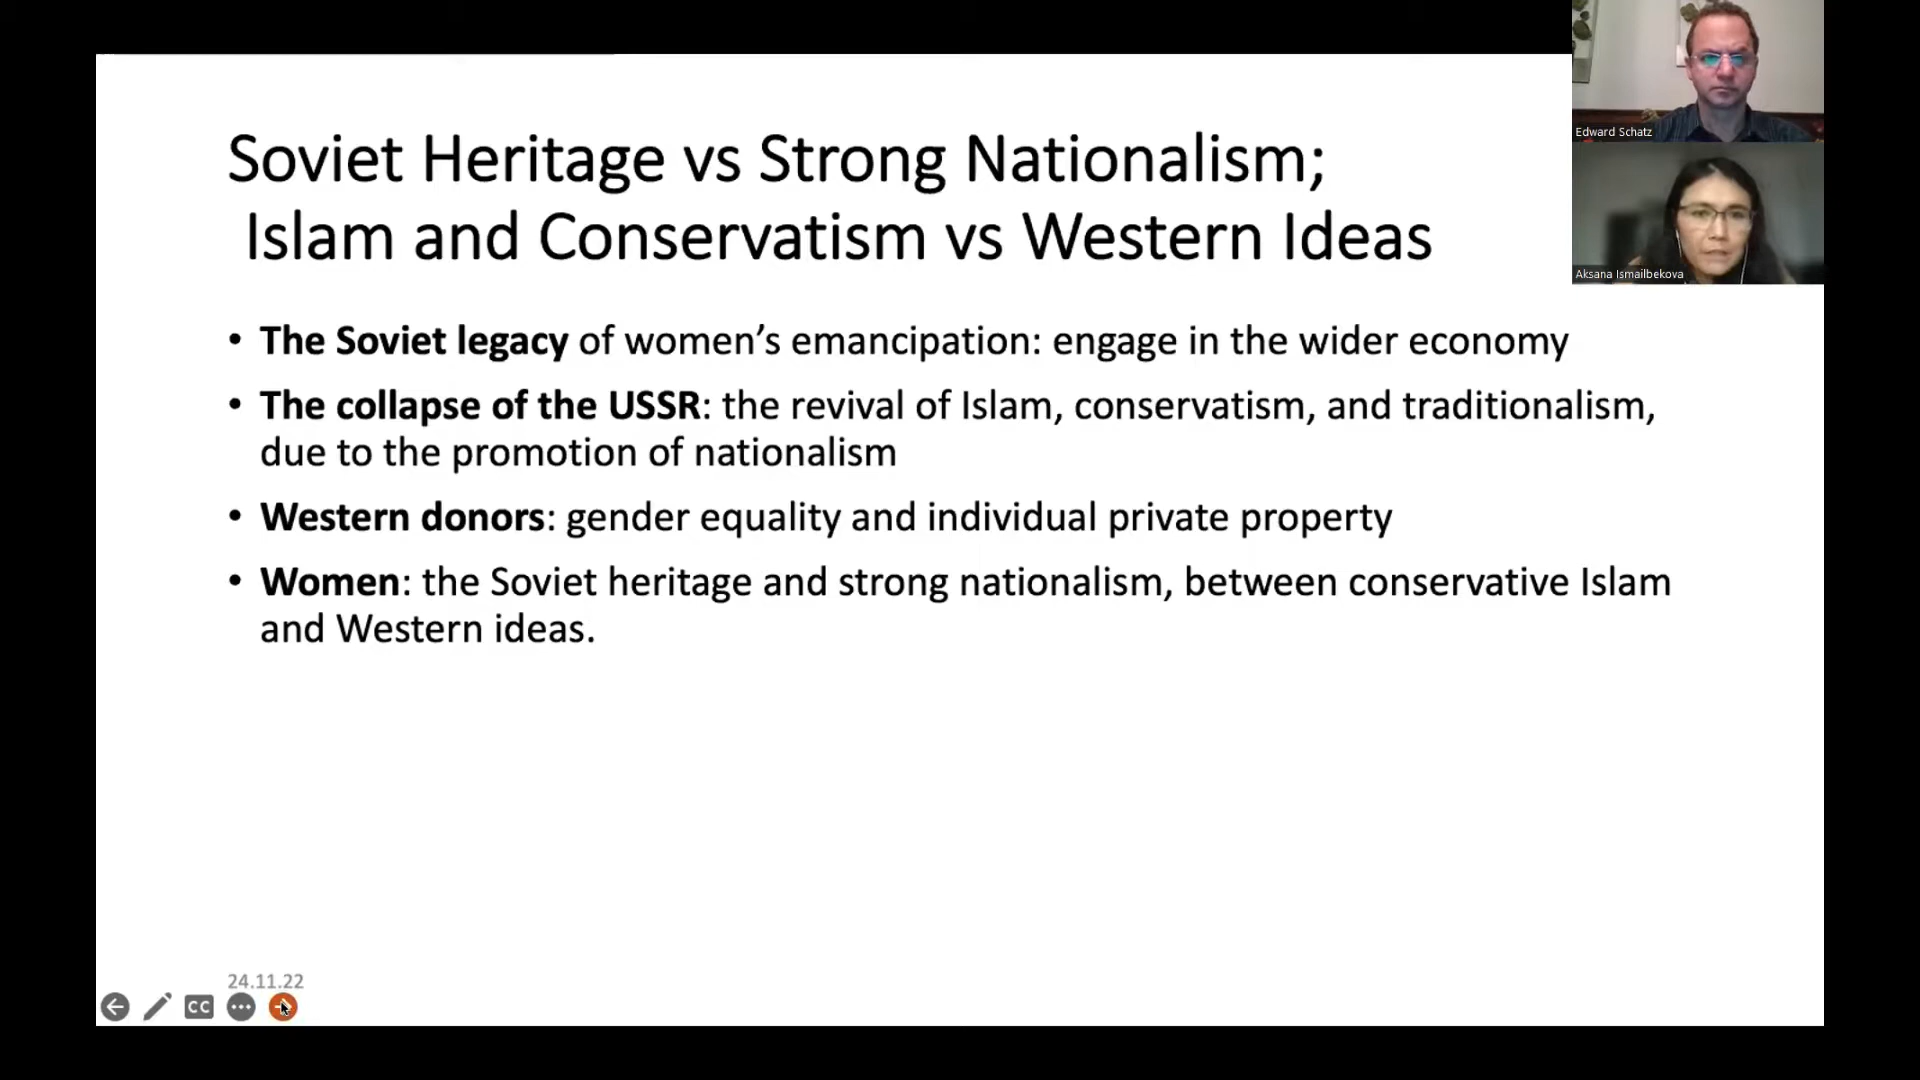 Soviet Heritage vs Strong Nationalism;
Islam and Conservatism vs Western Ideas
• The Soviet legacy of women’s emancipation: engage in the wider economy
• The collapse of the USSR: the revival of Islam, conservatism, and traditionalism,
due to the promotion of nationalism
• Western donors: gender equality and individual private property
• Women: the Soviet heritage and strong nationalism, between conservative Islam
and Western ideas.
24.11.22
CC
Edward Schatz
Aksana Ismailbekova